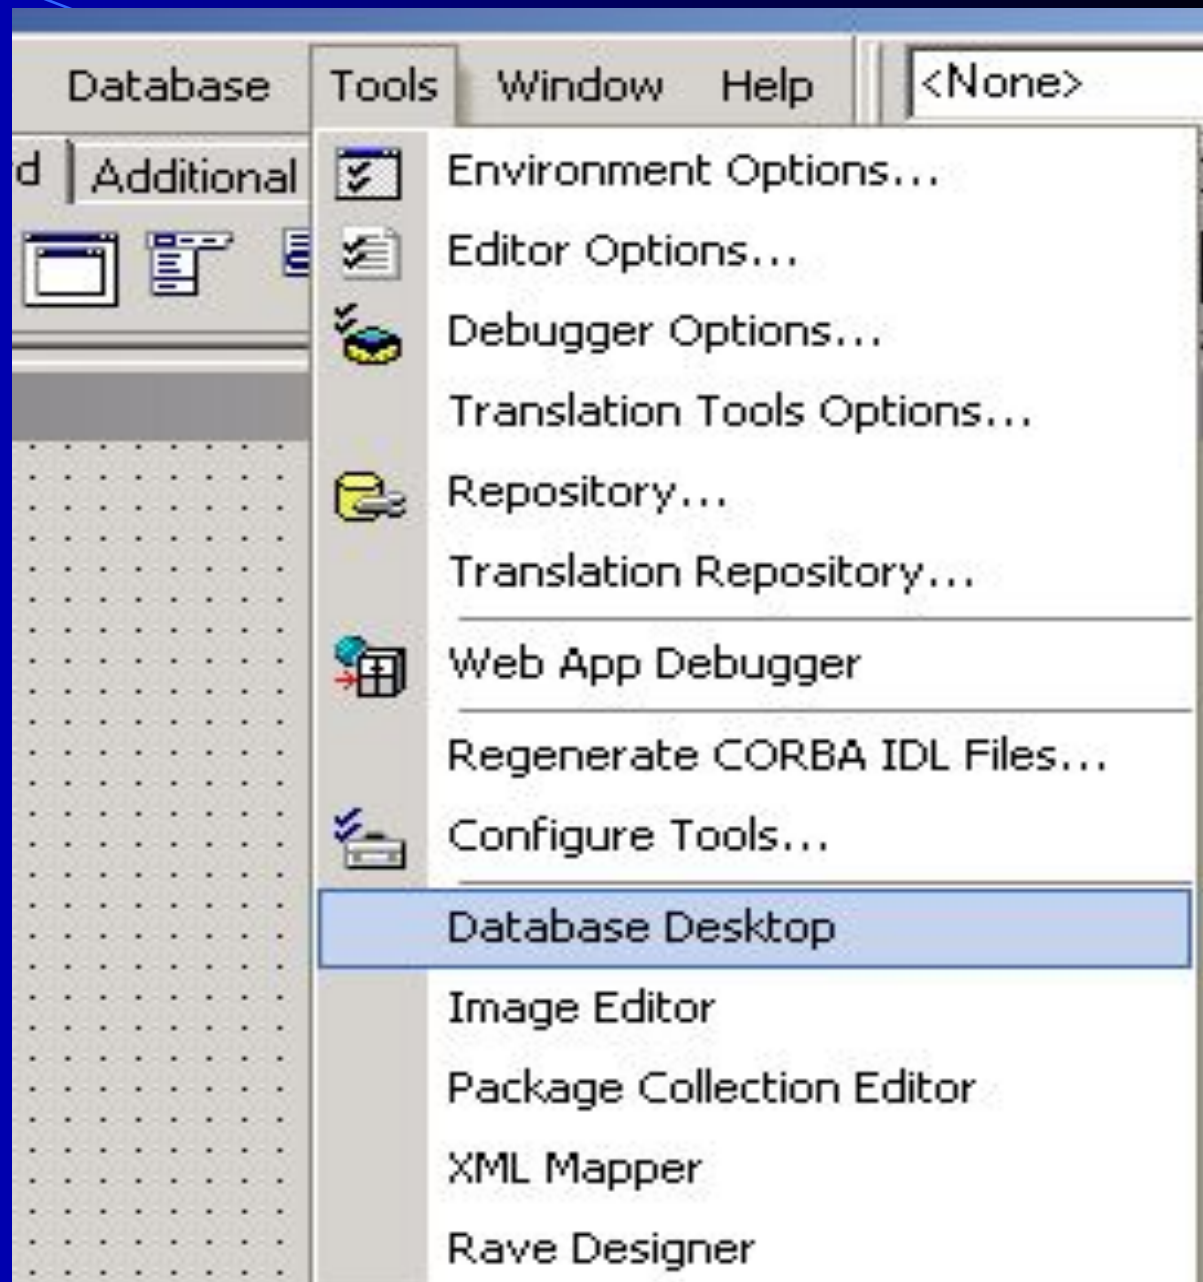 Database Tools Window Help <None>
d Additional
Environment Options...
Editor Options...
Debugger Options...
Translation Tools Options...
Repository...
Translation Repository...
Web App Debugger
Regenerate CORBA IDL Files...
Configure Tools...
Database Desktop
Image Editor
Package Collection Editor
XML Mapper
Rave Designer